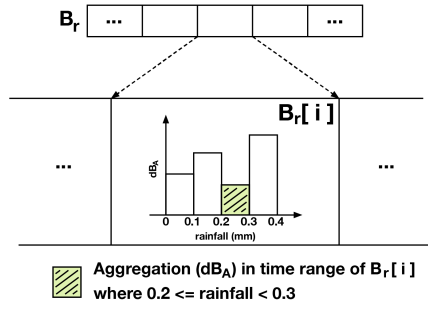 Br ... ...
Br[ i ]
... ...
dBA
0 0.1 0.2 0.3 0.4
rainfall (mm)
Aggregation (dBA) in time range of Br[ i ]
where 0.2 <= rainfall < 0.3